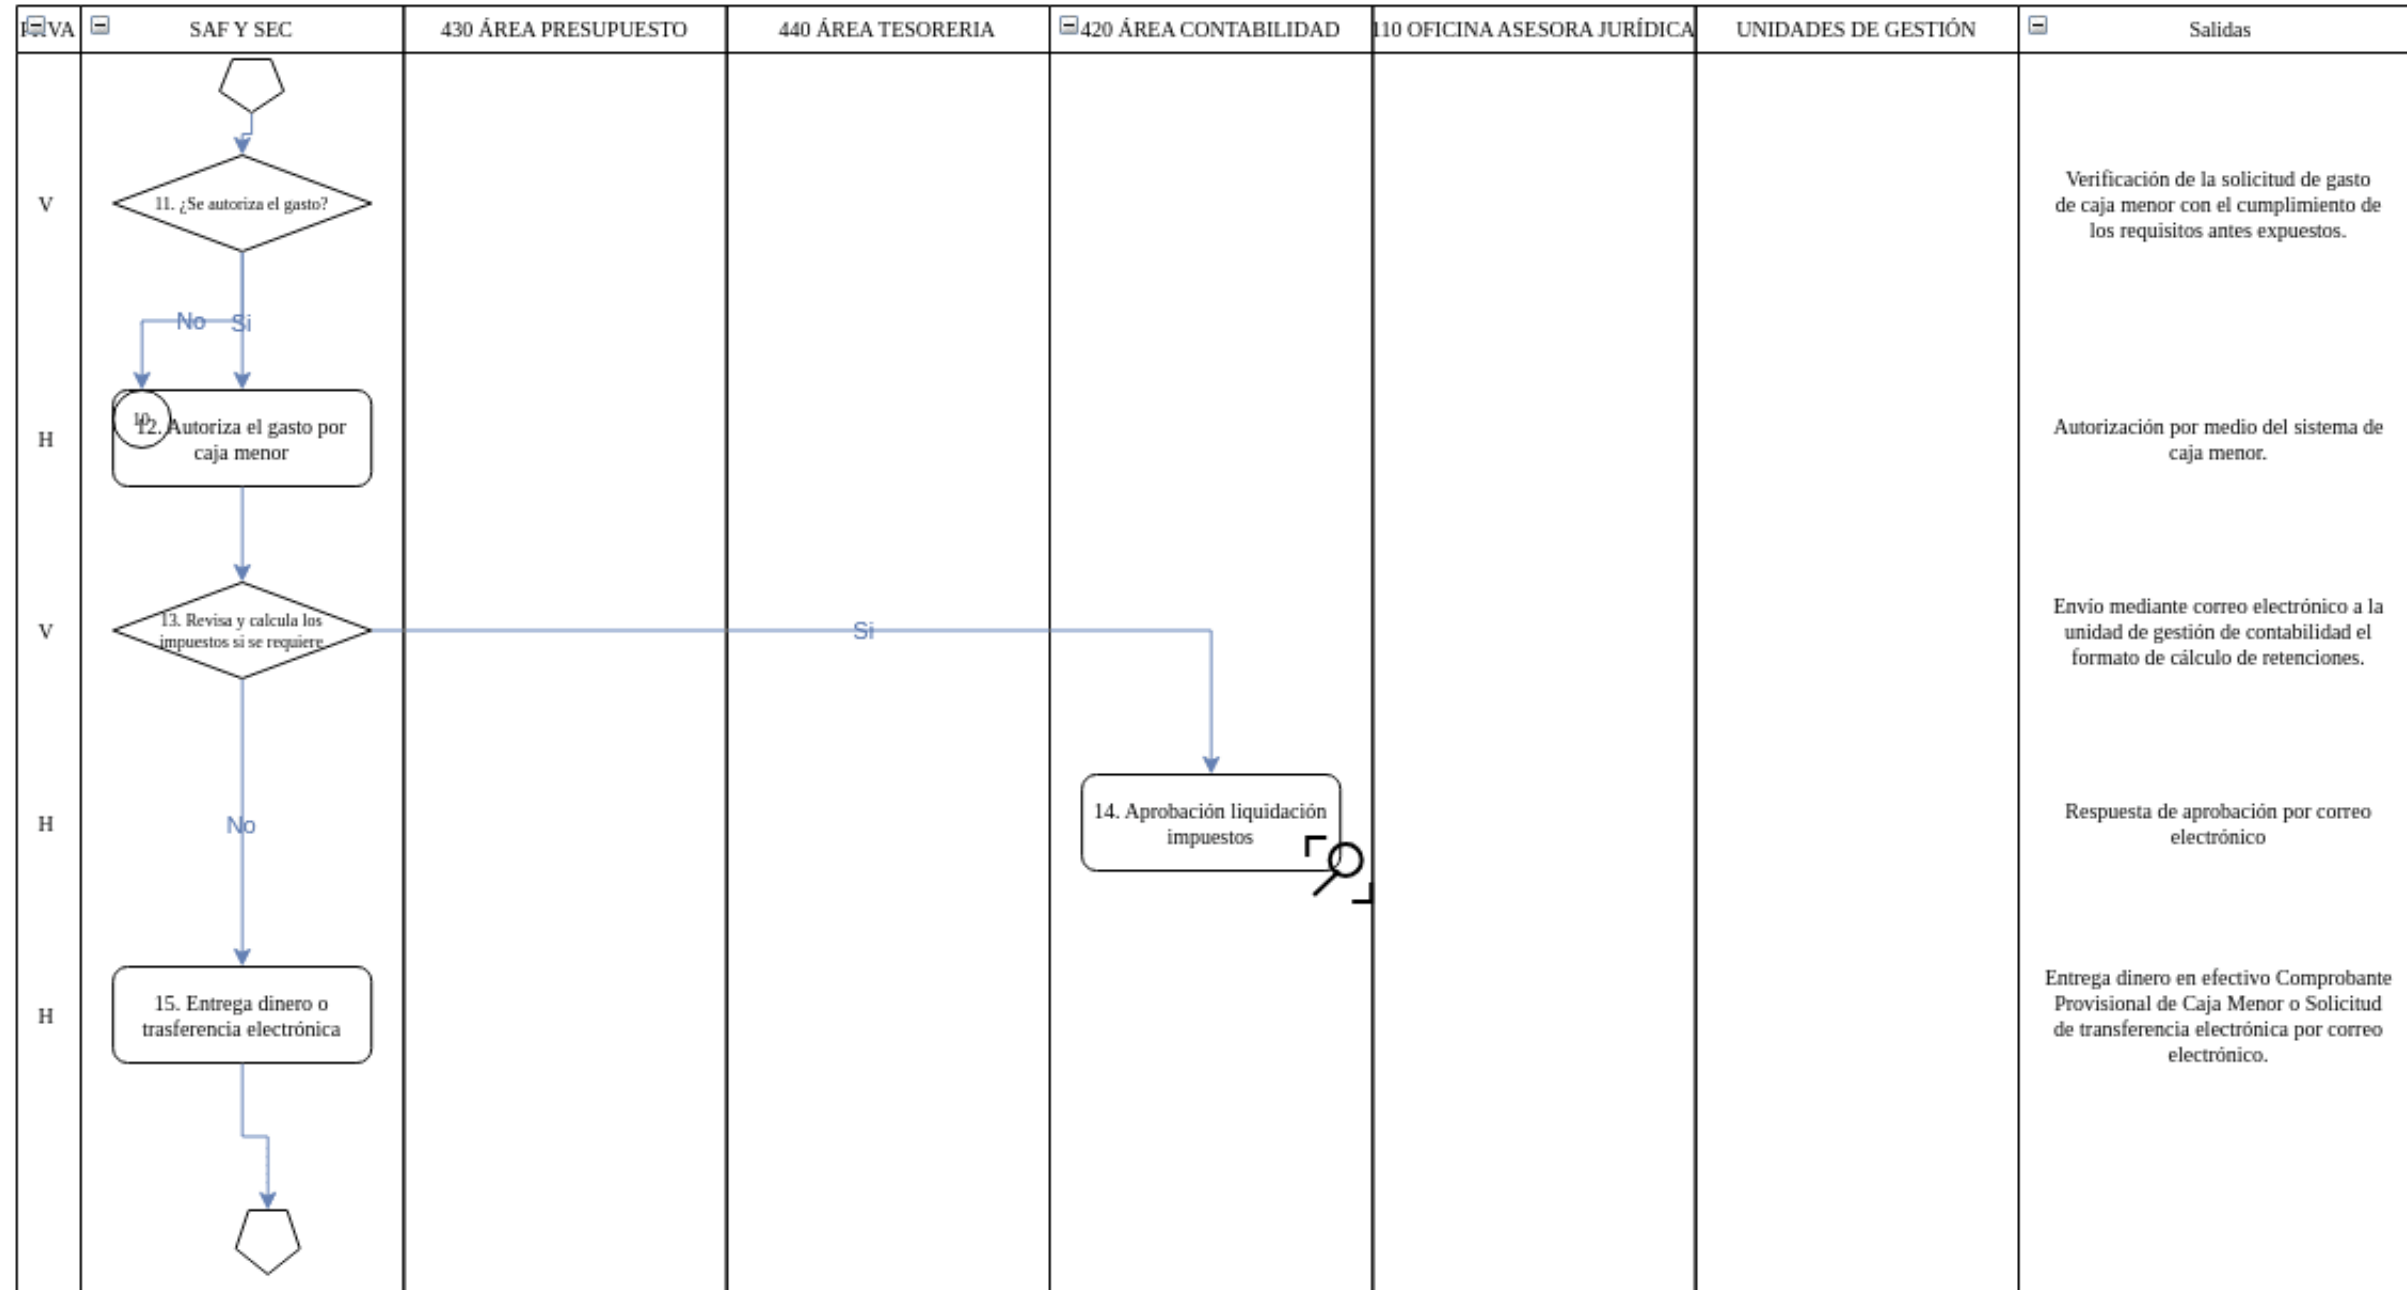 SAF Y SEC
430 ÁREA PRESUPUESTO
440 ÁREA TESORERIA
420 ÁREA CONTABILIDAD
110 OFICINA ASESORA JURÍDICA
UNIDADES DE GESTIÓN
Salidas
V
11. ¿Se autoriza el gasto?
Verificación de la solicitud de gasto
de caja menor con el cumplimiento de
los requisitos antes expuestos.
No
Si
H
10
12. Autoriza el gasto por
caja menor
Autorización por medio del sistema de
caja menor.
V
13. Revisa y calcula los
impuestos si se requiere
Si
Envío mediante correo electrónico a la
unidad de gestión de contabilidad el
formato de cálculo de retenciones.
H
No
14. Aprobación liquidación
impuestos
Respuesta de aprobación por correo
electrónico
H
15. Entrega dinero o
trasferencia electrónica
Entrega dinero en efectivo Comprobante
Provisional de Caja Menor o Solicitud
de transferencia electrónica por correo
electrónico.